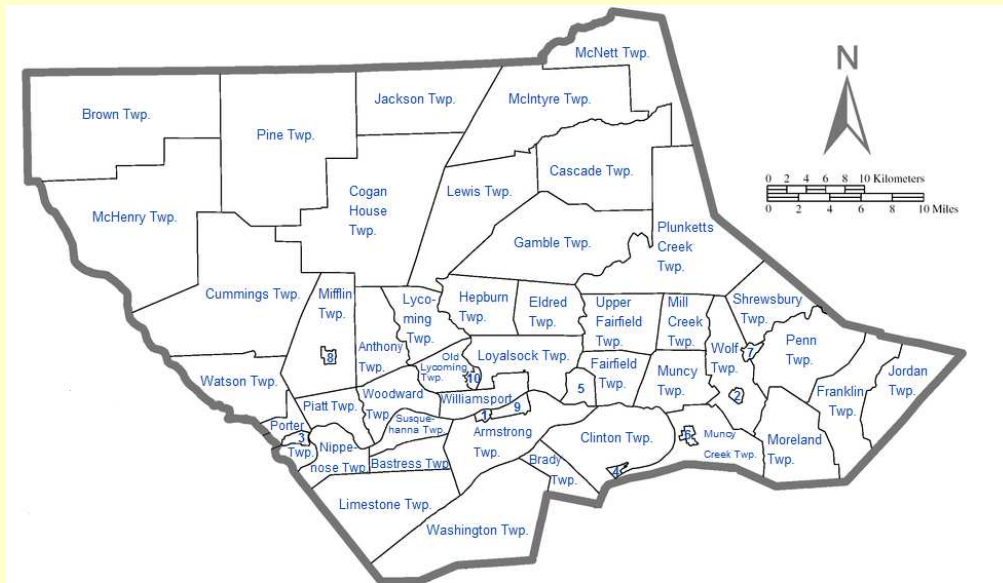 McNett Twp.
N
Brown Twp.
Pine Twp.
Jackson Twp.
McIntyre Twp.
Cascade Twp.
0 2 4 6 8 10 Kilometers
0 2 4 6 8 10 Miles
McHenry Twp.
Cogan
House
Twp.
Lewis Twp.
Gamble Twp.
Plunketts
Creek
Twp.
Cummings Twp.
Mifflin
Twp.
Lyco-
ming
Twp.
Hepburn
Twp.
Eldred
Twp.
Upper
Fairfield
Twp.
Mill
Creek
Twp.
Shrewsbury
Twp.
8
Anthony
Twp.
Old
Lycoming
Twp.
10
Loyalsock Twp.
Fairfield
Twp.
Muncy
Twp.
Wolf
Twp.
7
Penn
Twp.
Jordan
Twp.
Watson Twp.
Piatt Twp.
Woodward
Twp.
Williamsport
5
2
Franklin
Twp.
Porter
Twp.
3
Nippe-
nose Twp.
Susque-
hanna Twp.
Bastress Twp.
1
9
Armstrong
Twp.
Clinton Twp.
6
Muncy
Creek Twp.
Moreland
Twp.
Brady
Twp.
4
Limestone Twp.
Washington Twp.